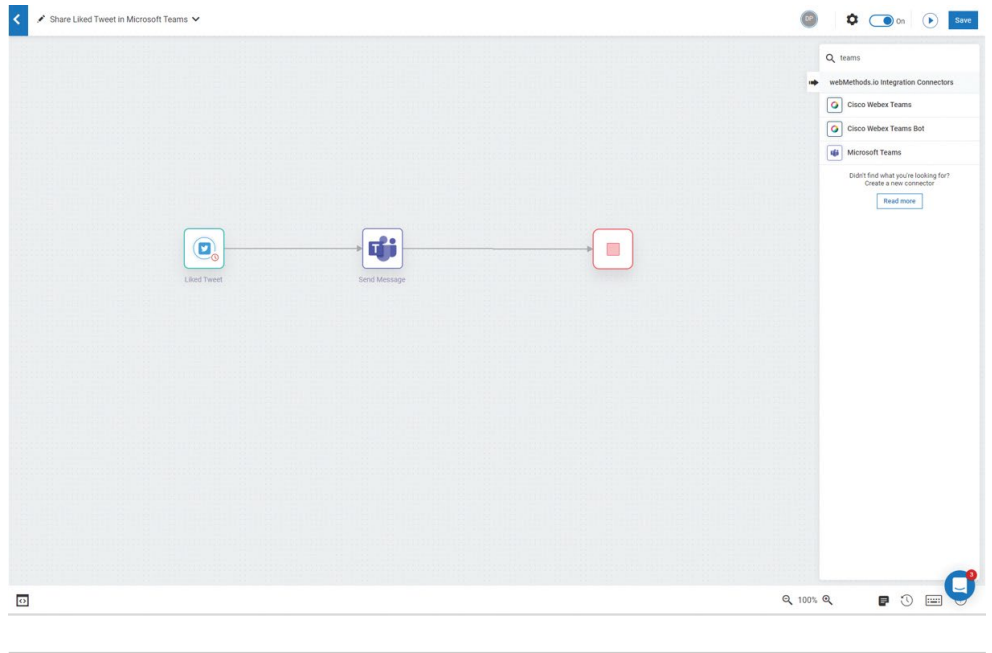 Share Liked Tweet in Microsoft Teams
DP
On
Save
teams
webMethods.io Integration Connectors
Cisco Webex Teams
Cisco Webex Teams Bot
Microsoft Teams
Didn't find what you're looking for?
Create a new connector
Read more
T
Liked Tweet
Send Message
100%
3